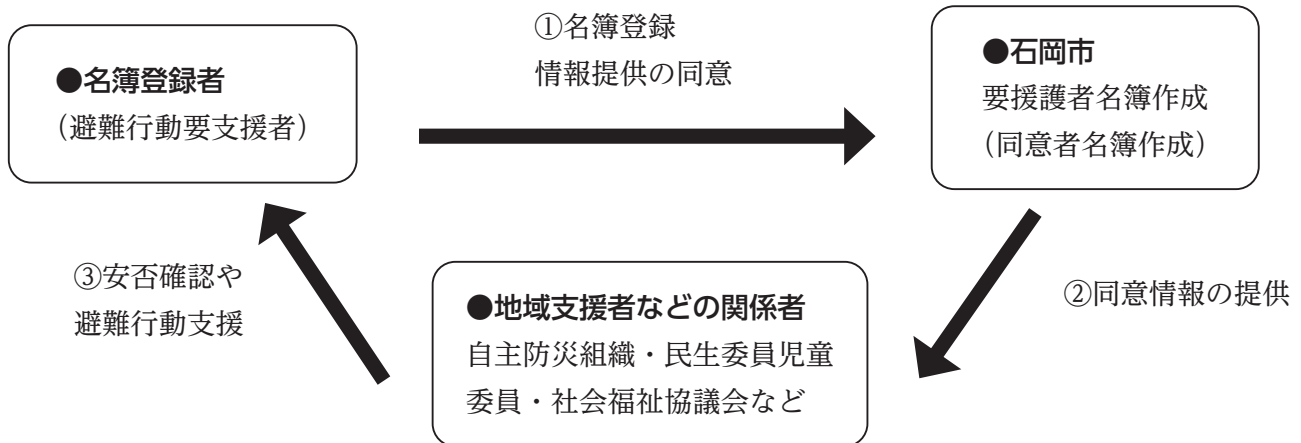 ①名簿登録
情報提供の同意
●名簿登録者
（避難行動要支援者）
●石岡市
要援護者名簿作成
（同意者名簿作成）
③安否確認や
避難行動支援
●地域支援者などの関係者
自主防災組織・民生委員児童
委員・社会福祉協議会など
②同意情報の提供